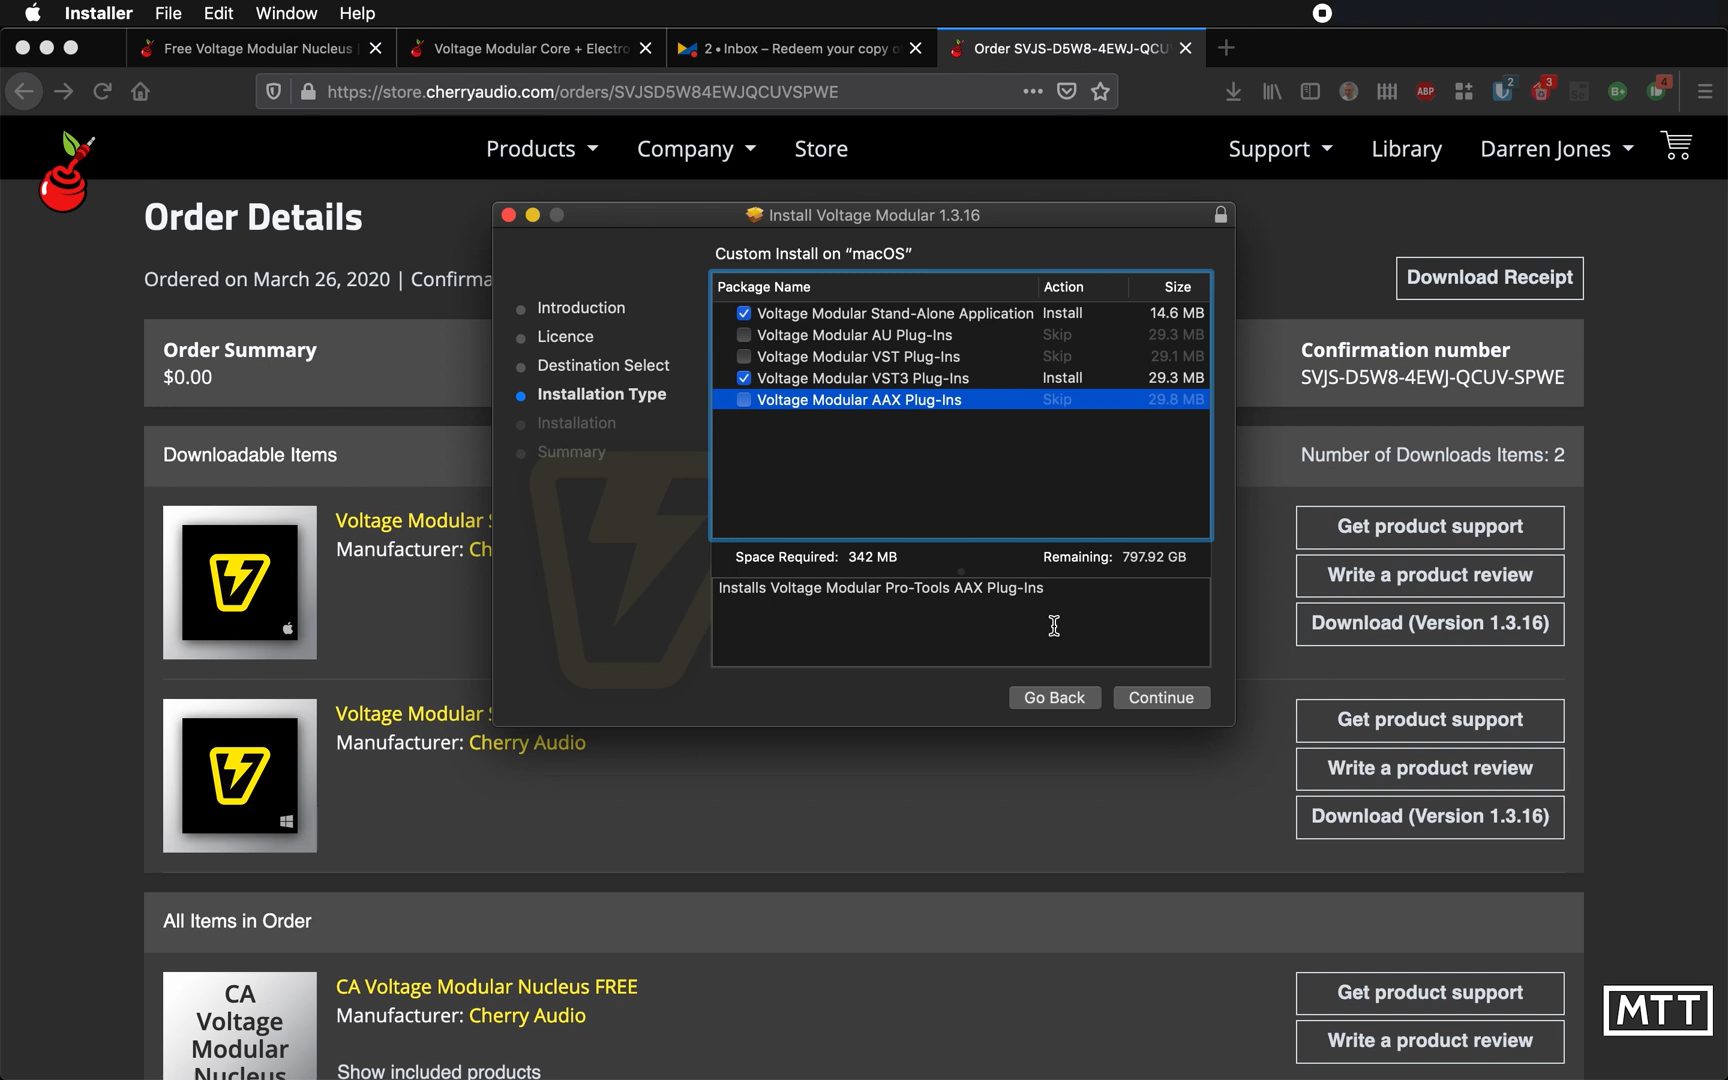 Installer File Edit Window Help
Free Voltage Modular Nucleus
Voltage Modular Core + Electro
2 • Inbox – Redeem your copy o
Order SVJS-D5W8-4EWJ-QCU
https://store.cherryaudio.com/orders/SVJSD5W84EWJQCUVSPWE
ABP
2
3
B+
4
Products Company Store Support Library Darren Jones
Order Details
Ordered on March 26, 2020 | Confirma
Download Receipt
Order Summary
$0.00
Confirmation number
SVJS-D5W8-4EWJ-QCUV-SPWE
Downloadable Items
Number of Downloads Items: 2
Voltage Modular
Manufacturer: Ch
Get product support
Write a product review
Download (Version 1.3.16)
Voltage Modular
Manufacturer: Cherry Audio
Get product support
Write a product review
Download (Version 1.3.16)
All Items in Order
CA
Voltage
Modular
Nucleus
CA Voltage Modular Nucleus FREE
Manufacturer: Cherry Audio
Show included products
Get product support
Write a product review
Install Voltage Modular 1.3.16
Introduction
Licence
Destination Select
Installation Type
Installation
Summary
Custom Install on “macOS”
Package Name Action Size
Voltage Modular Stand-Alone Application Install 14.6 MB
Voltage Modular AU Plug-Ins Skip 29.3 MB
Voltage Modular VST Plug-Ins Skip 29.1 MB
Voltage Modular VST3 Plug-Ins Install 29.3 MB
Voltage Modular AAX Plug-Ins Skip 29.8 MB
Space Required: 342 MB Remaining: 797.92 GB
Installs Voltage Modular Pro-Tools AAX Plug-Ins
Go Back Continue
MTT